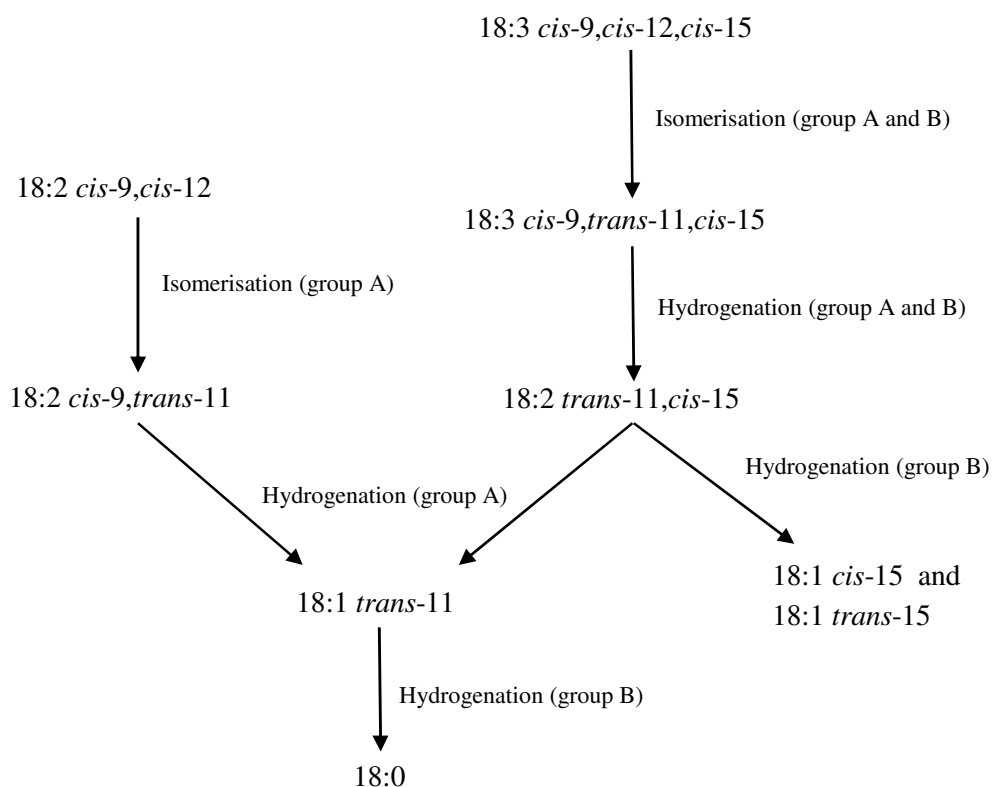 18:3 cis-9,cis-12,cis-15
Isomerisation (group A and B)
18:2 cis-9,cis-12
18:3 cis-9,trans-11,cis-15
Isomerisation (group A)
Hydrogenation (group A and B)
18:2 cis-9,trans-11
18:2 trans-11,cis-15
Hydrogenation (group B)
Hydrogenation (group A)
18:1 cis-15 and
18:1 trans-15
18:1 trans-11
Hydrogenation (group B)
18:0